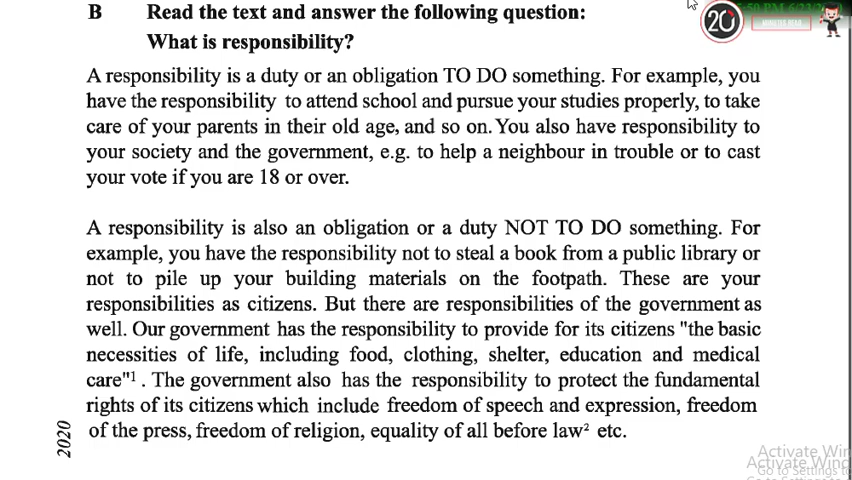 B Read the text and answer the following question:
What is responsibility?
A responsibility is a duty or an obligation TO DO something. For example, you
have the responsibility to attend school and pursue your studies properly, to take
care of your parents in their old age, and so on. You also have responsibility to
your society and the government, e.g. to help a neighbour in trouble or to cast
your vote if you are 18 or over.
A responsibility is also an obligation or a duty NOT TO DO something. For
example, you have the responsibility not to steal a book from a public library or
not to pile up your building materials on the footpath. These are your
responsibilities as citizens. But there are responsibilities of the government as
well. Our government has the responsibility to provide for its citizens "the basic
necessities of life, including food, clothing, shelter, education and medical
care"¹ . The government also has the responsibility to protect the fundamental
rights of its citizens which include freedom of speech and expression, freedom
of the press, freedom of religion, equality of all before law² etc.
2020
20
Activate Win
Activate Wind
Go to Settings to